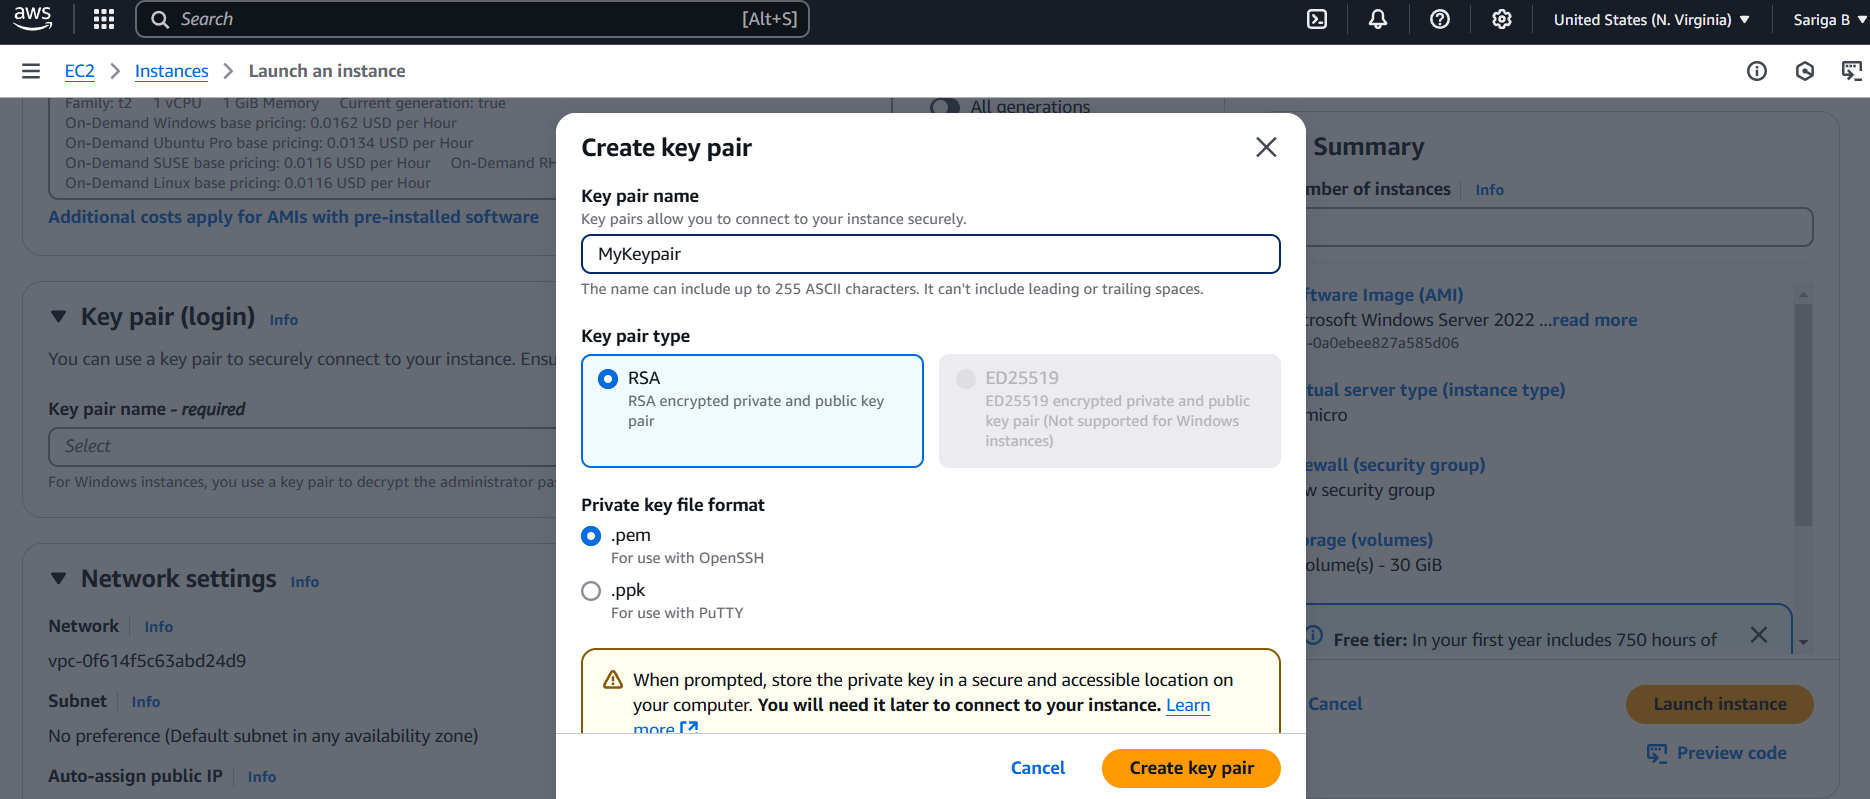 aws
Search [Alt+S]
United States (N. Virginia)
Sariga B
EC2
Instances
Launch an instance
Family: t2 1 vCPU 1 GiB Memory Current generation: true
On-Demand Windows base pricing: 0.0162 USD per Hour
On-Demand Ubuntu Pro base pricing: 0.0134 USD per Hour
On-Demand SUSE base pricing: 0.0116 USD per Hour On-Demand RH
On-Demand Linux base pricing: 0.0116 USD per Hour
Additional costs apply for AMIs with pre-installed software
All generations
Key pair (login) Info
You can use a key pair to securely connect to your instance. Ensu
Key pair name - required
Select
For Windows instances, you use a key pair to decrypt the administrator pa
Network settings Info
Network Info
vpc-0f614f5c63abd24d9
Subnet Info
No preference (Default subnet in any availability zone)
Auto-assign public IP Info
Create key pair
Key pair name
Key pairs allow you to connect to your instance securely.
MyKeypair
The name can include up to 255 ASCII characters. It can't include leading or trailing spaces.
Key pair type
RSA
RSA encrypted private and public key
pair
ED25519
ED25519 encrypted private and public
key pair (Not supported for Windows
instances)
Private key file format
.pem
For use with OpenSSH
.ppk
For use with PuTTY
When prompted, store the private key in a secure and accessible location on
your computer. You will need it later to connect to your instance. Learn
more
Cancel
Create key pair
Summary
mber of instances Info
ftware Image (AMI)
crosoft Windows Server 2022 ...read more
-0a0ebee827a585d06
tual server type (instance type)
micro
ewall (security group)
w security group
rage (volumes)
olume(s) - 30 GiB
Free tier: In your first year includes 750 hours of
Cancel
Launch instance
Preview code